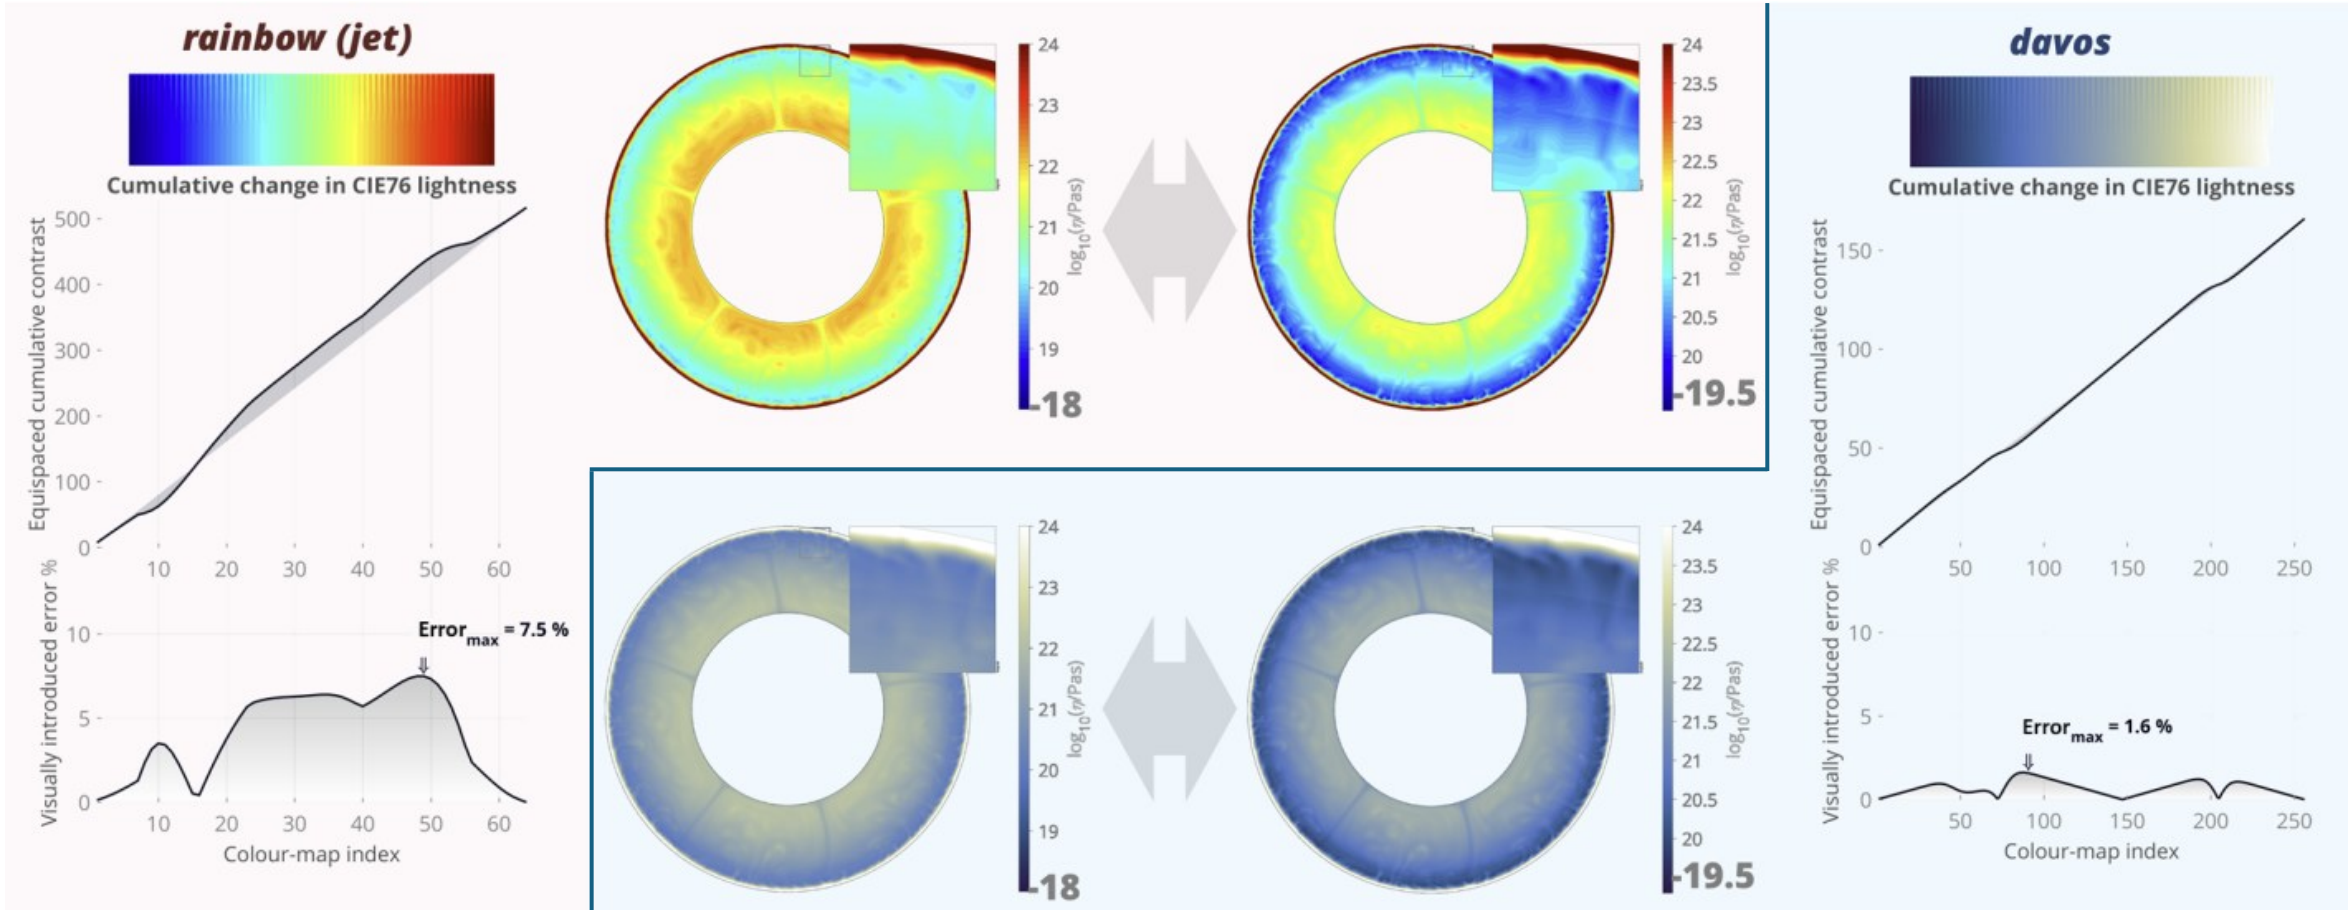 rainbow (jet)
Cumulative change in CIE76 lightness
Equispaced cumulative contrast
500
400
300
200
100
0
10 20 30 40 50 60
Visually introduced error %
10
5
0
Error max = 7.5 %
⇓
10 20 30 40 50 60
Colour-map index
24
23
22
21
20
19
-18
log10(η/Pas)
24
23.5
23
22.5
22
21.5
21
20.5
20
-19.5
log10(η/Pas)
24
23
22
21
20
19
-18
log10(η/Pas)
24
23.5
23
22.5
22
21.5
21
20.5
20
-19.5
log10(η/Pas)
davos
Cumulative change in CIE76 lightness
Equispaced cumulative contrast
150
100
50
0
50 100 150 200 250
Visually introduced error %
10
5
0
Error max = 1.6 %
⇓
50 100 150 200 250
Colour-map index